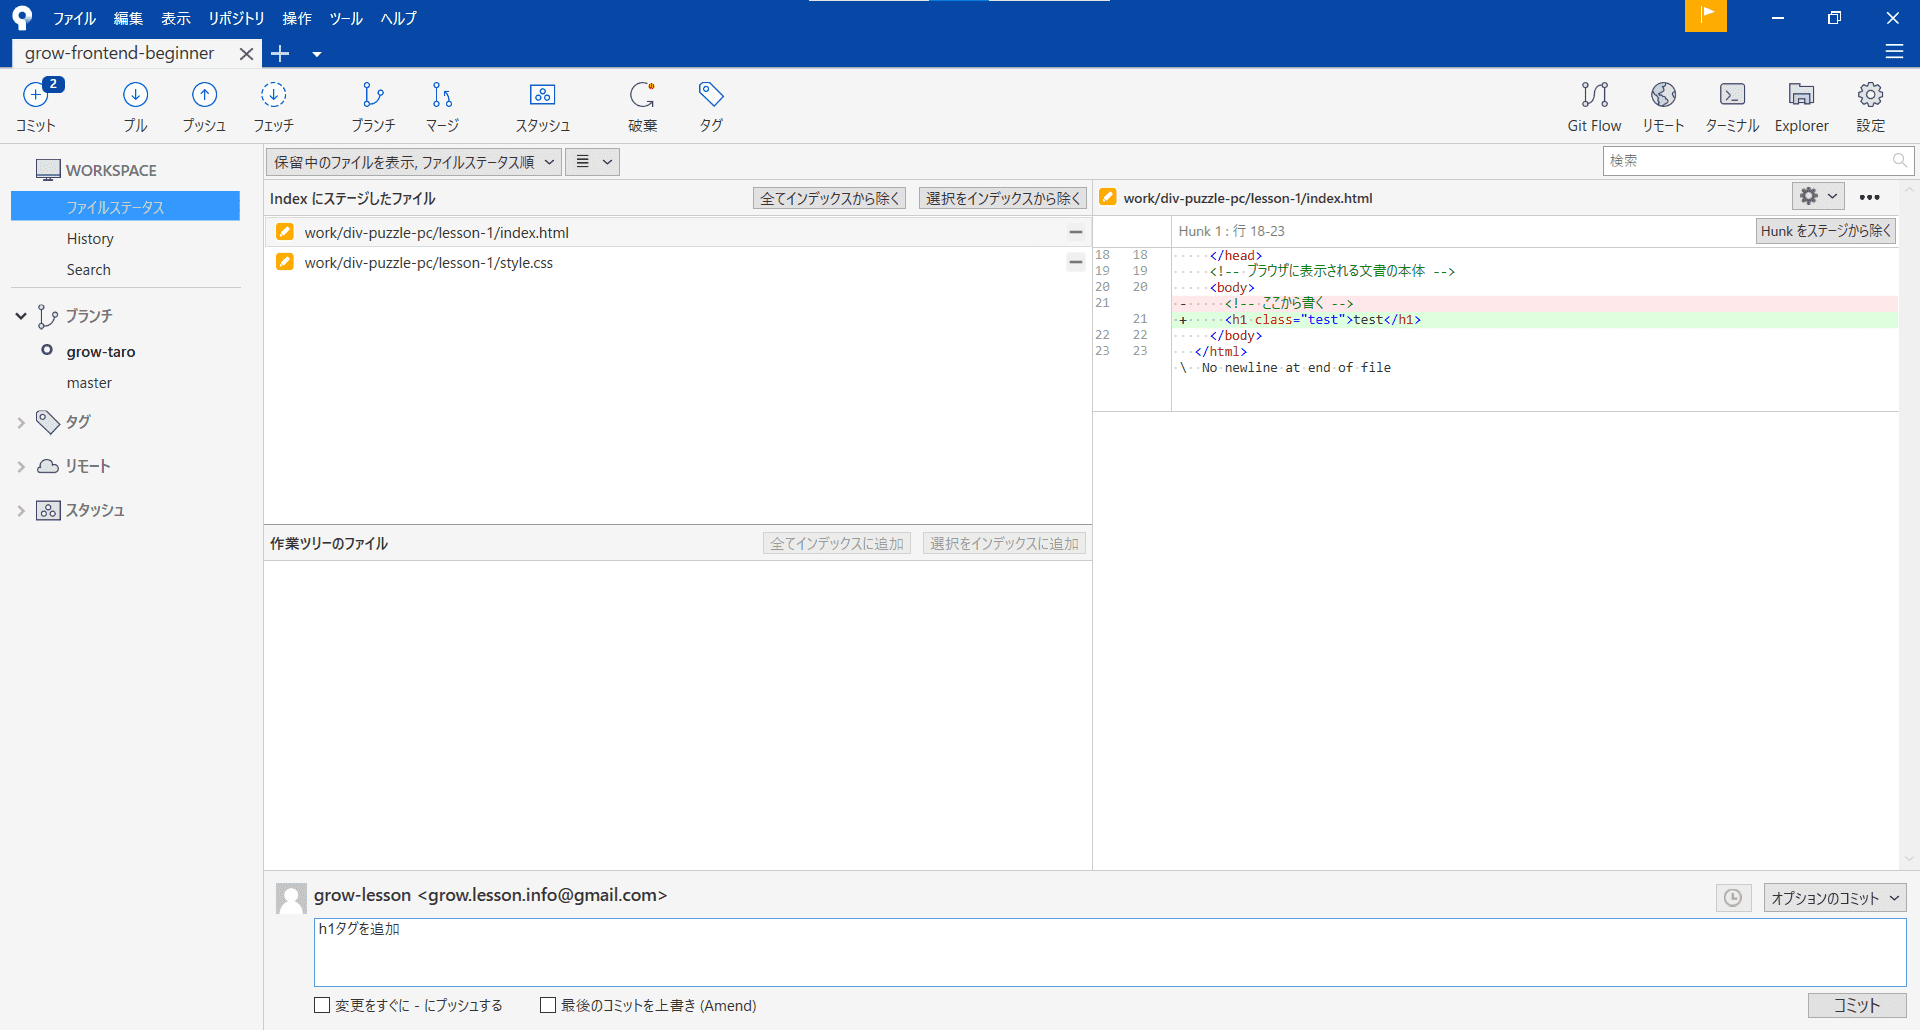 ファイル 編集 表示 リポジトリ 操作 ツール ヘルプ
grow-frontend-beginner
2
コミット プル プッシュ フェッチ ブランチ マージ スタッシュ 破棄 タグ Git Flow リモート ターミナル Explorer 設定
WORKSPACE
ファイルステータス
History
Search
ブランチ
grow-taro
master
タグ
リモート
スタッシュ
保留中のファイルを表示, ファイルステータス順
検索
Index にステージしたファイル 全てインデックスから除く 選択をインデックスから除く
work/div-puzzle-pc/lesson-1/index.html
work/div-puzzle-pc/lesson-1/style.css
作業ツリーのファイル 全てインデックスに追加 選択をインデックスに追加
work/div-puzzle-pc/lesson-1/index.html
Hunk 1 : 行 18-23 Hunk をステージから除く
18 18 </head>
19 19 <!-- ブラウザに表示される文書の本体 -->
20 20 <body>
21 - <!-- ここから書く -->
21 + <h1 class="test">test</h1>
22 22 </body>
23 23 </html>
\ No newline at end of file
grow-lesson <grow.lesson.info@gmail.com>
オプションのコミット
h1タグを追加
変更をすぐに - にプッシュする 最後のコミットを上書き (Amend)
コミット